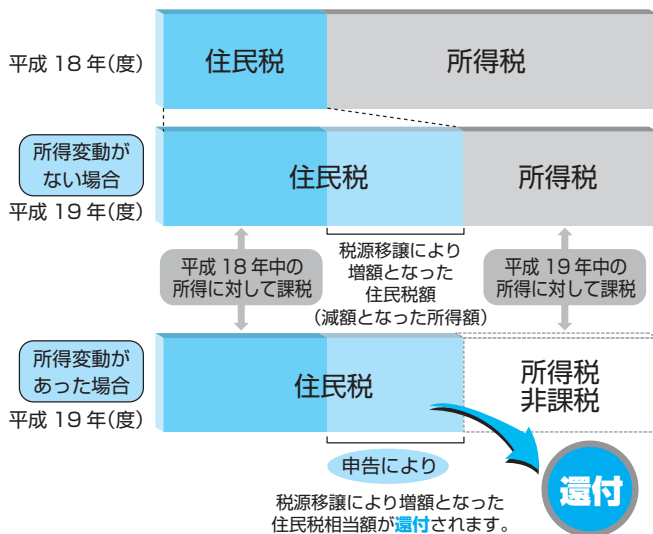 平成 18 年(度)
住民税
所得税
所得変動が
ない場合
平成 19 年(度)
住民税
所得税
平成 18 年中の
所得に対して課税
税源移譲により
増額となった
住民税額
(減額となった所得額)
平成 19 年中の
所得に対して課税
所得変動が
あった場合
平成 19 年(度)
住民税
所得税
非課税
申告により
還付
税源移譲により増額となった
住民税相当額が還付されます。